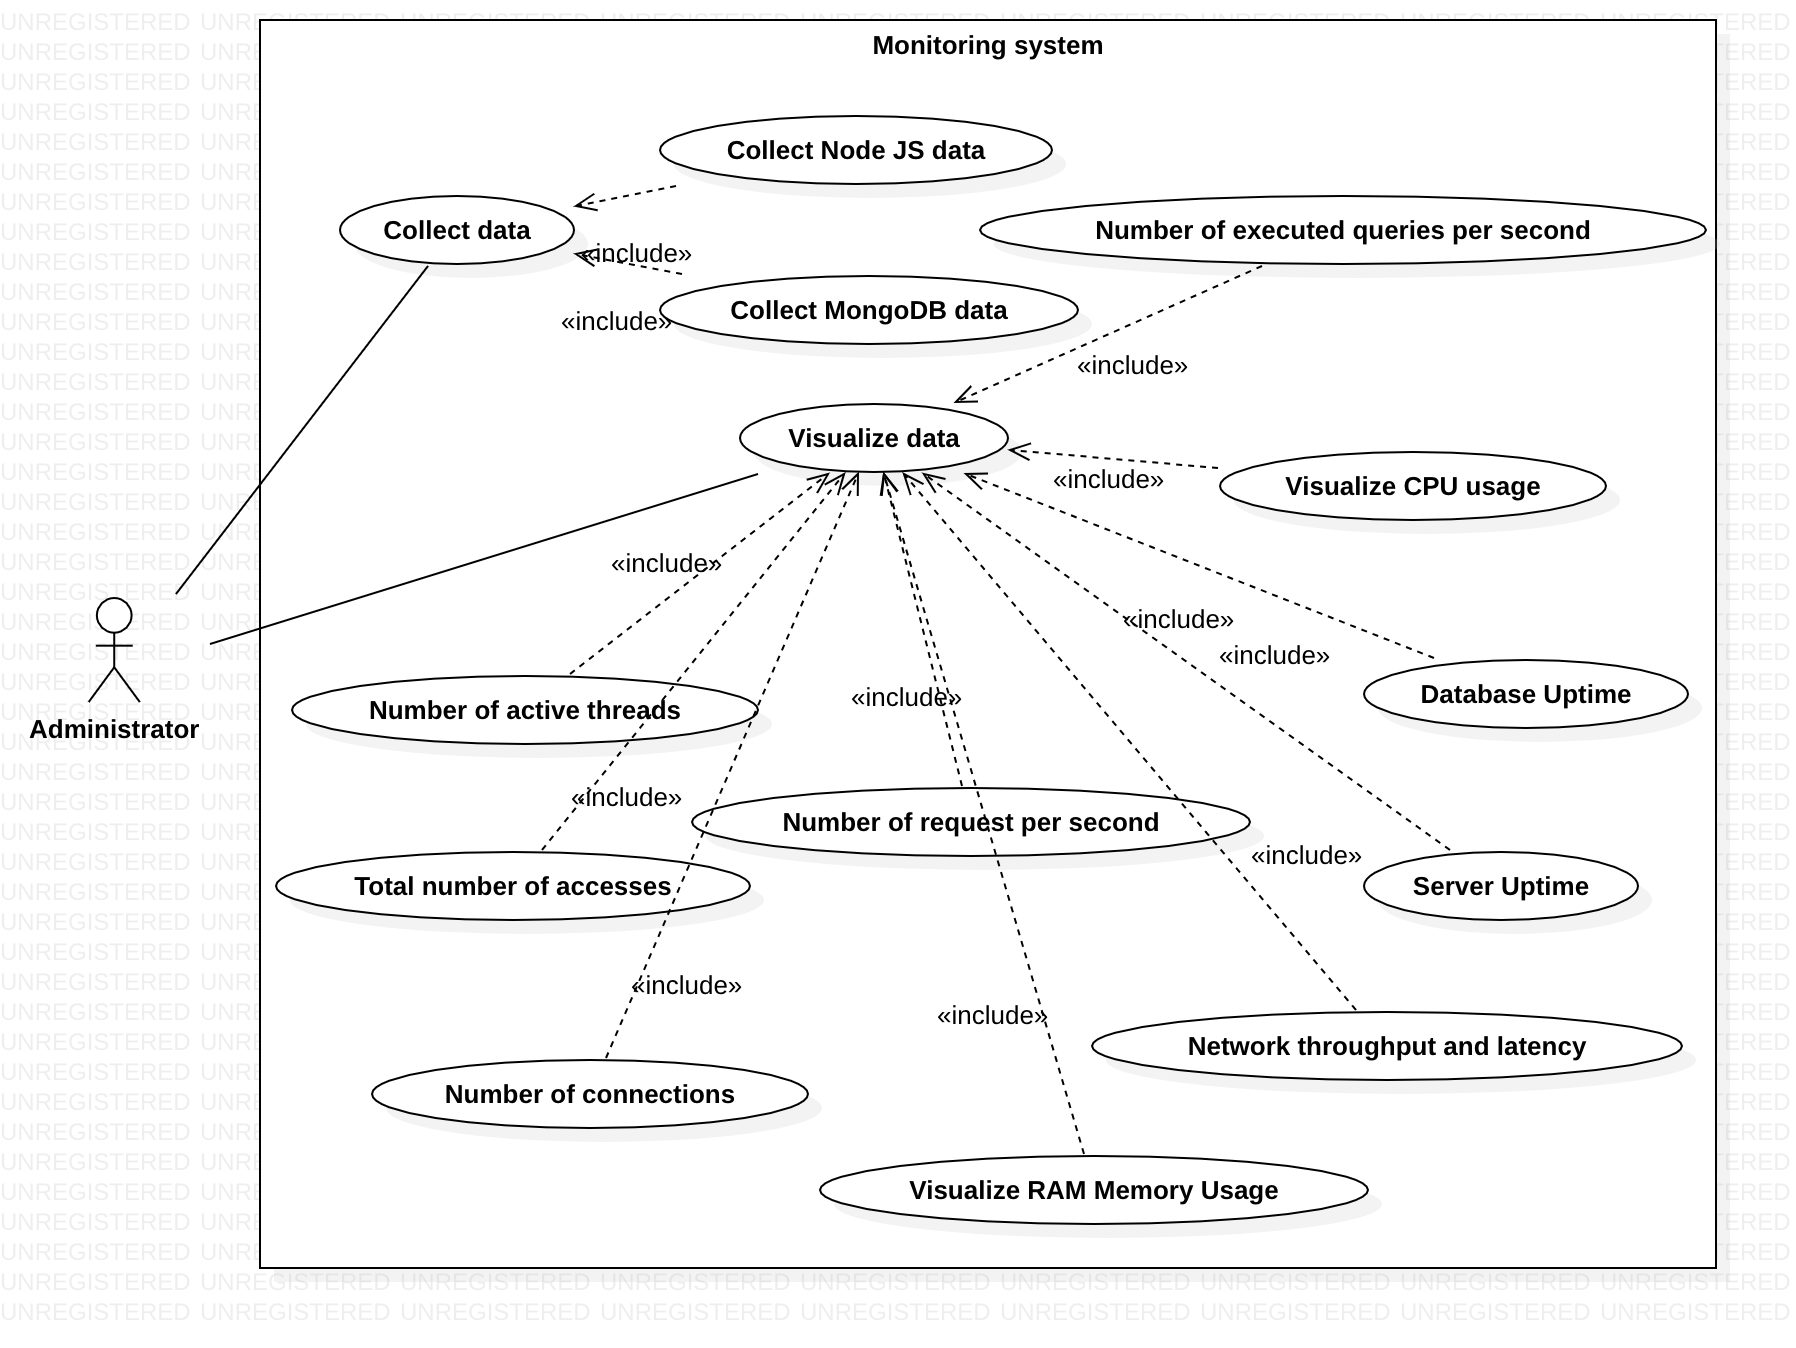 Monitoring system
Collect Node JS data
Collect data
Number of executed queries per second
«include»
Collect MongoDB data
«include»
«include»
Visualize data
«include»
Visualize CPU usage
«include»
«include»
«include»
Database Uptime
«include»
Number of active threads
Administrator
«include»
Number of request per second
«include»
Total number of accesses
Server Uptime
«include»
«include»
Network throughput and latency
Number of connections
Visualize RAM Memory Usage
UNREGISTERED UNREGISTERED UNREGISTERED UNREGISTERED UNREGISTERED UNREGISTERED UNREGISTERED UNREGISTERED UNREGISTERED